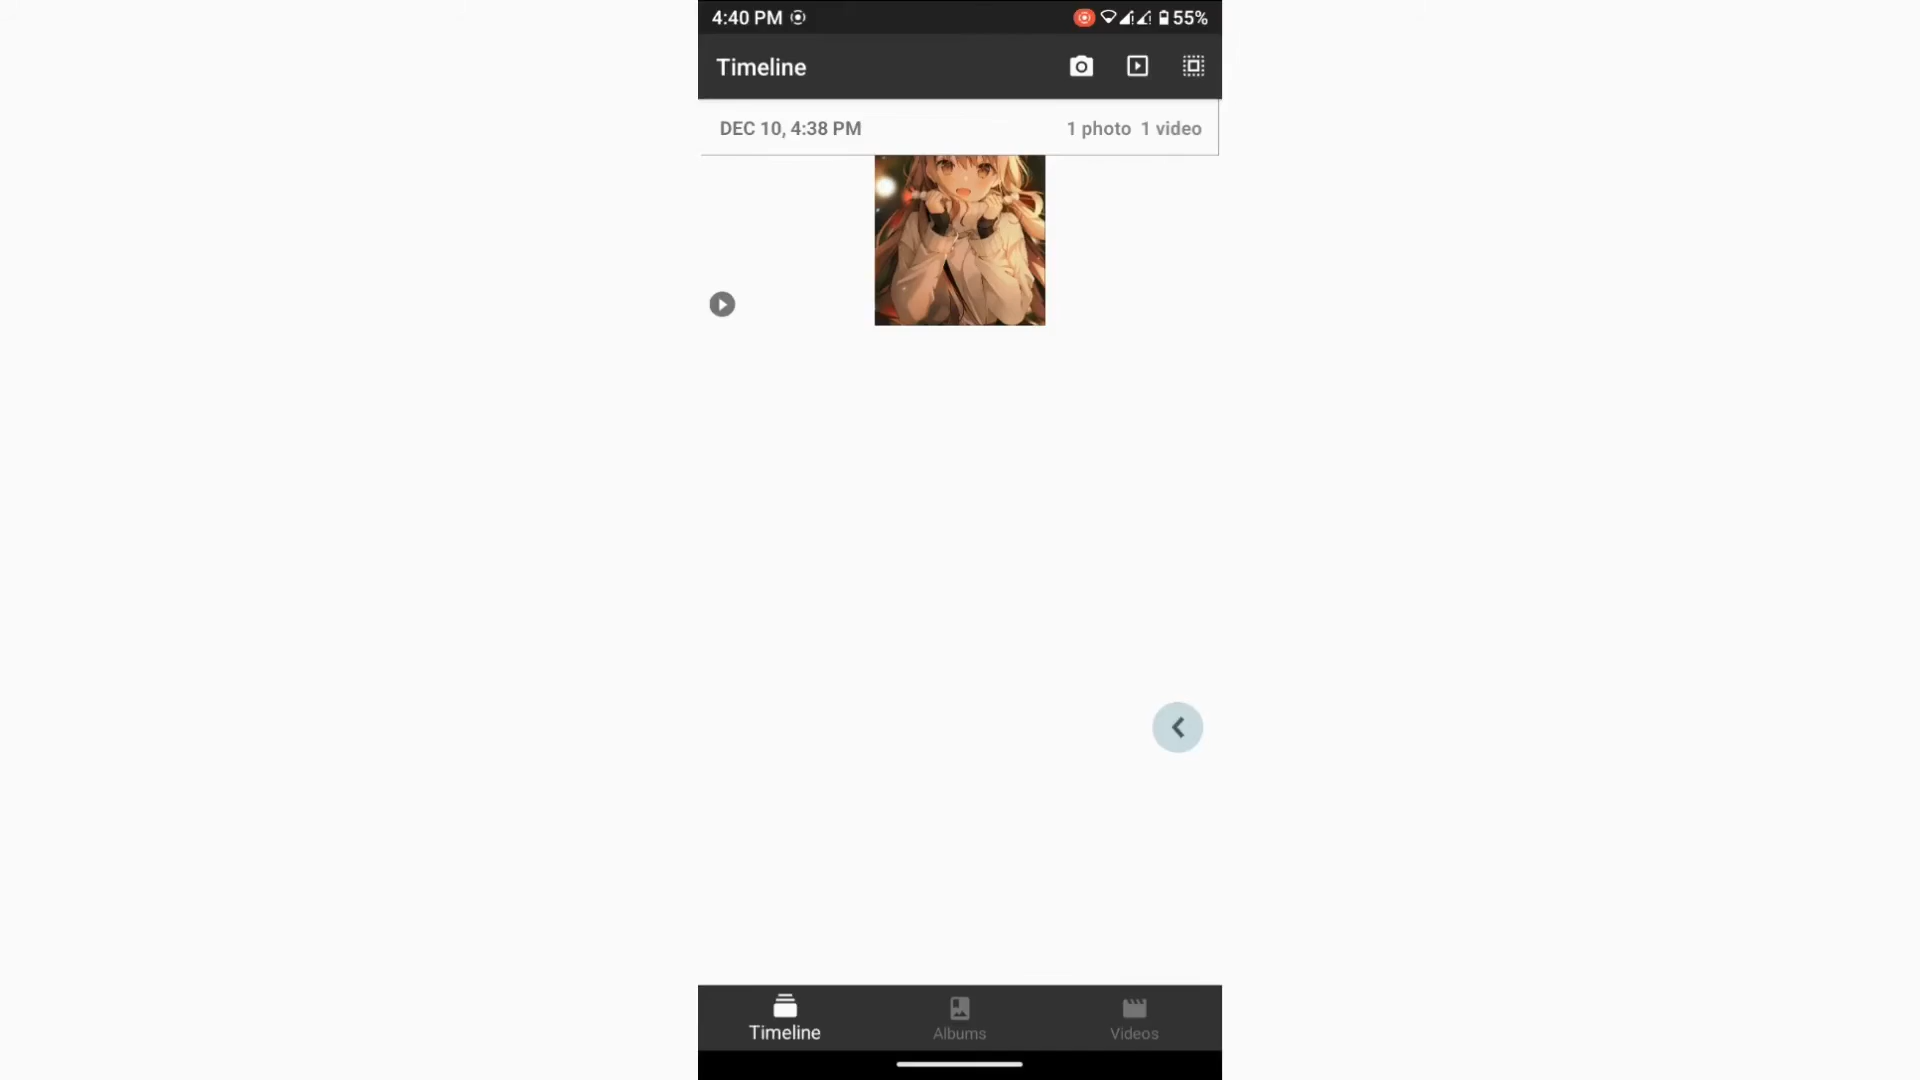 4:40 PM 55%
Timeline
DEC 10, 4:38 PM 1 photo 1 video
Timeline Albums Videos